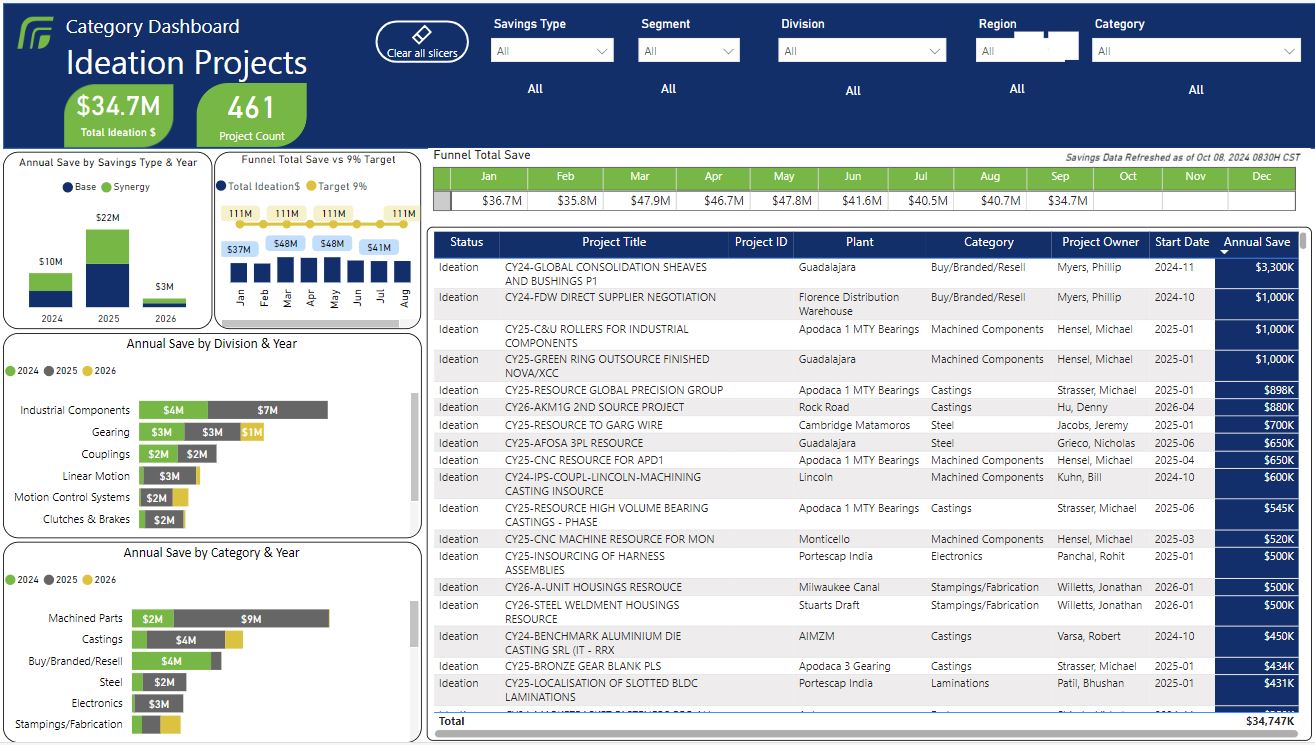 Category Dashboard
Ideation Projects
$34.7M
Total Ideation $
461
Project Count
Clear all slicers
Savings Type
All
All
Segment
All
All
Division
All
All
Region
All
All
Category
All
All
Annual Save by Savings Type & Year
Base Synergy
$10M
$22M
$3M
2024 2025 2026
Funnel Total Save vs 9% Target
Total Ideation$ Target 9%
111M 111M 111M 111M
$37M $48M $48M $41M
Jan Feb Mar Apr May Jun Jul Aug
Funnel Total Save
Savings Data Refreshed as of Oct 08, 2024 0830H CST
Jan Feb Mar Apr May Jun Jul Aug Sep Oct Nov Dec
$36.7M $35.8M $47.9M $46.7M $47.8M $41.6M $40.5M $40.7M $34.7M
Annual Save by Division & Year
2024 2025 2026
Industrial Components $4M $7M
Gearing $3M $3M $1M
Couplings $2M $2M
Linear Motion $3M
Motion Control Systems $2M
Clutches & Brakes $2M
Annual Save by Category & Year
2024 2025 2026
Machined Parts $2M $9M
Castings $4M
Buy/Branded/Resell $4M
Steel $2M
Electronics $3M
Stampings/Fabrication
Status Project Title Project ID Plant Category Project Owner Start Date Annual Save
Ideation CY24-GLOBAL CONSOLIDATION SHEAVES Guadalajara Buy/Branded/Resell Myers, Phillip 2024-11 $3,300K
AND BUSHINGS P1
Ideation CY24-FDW DIRECT SUPPLIER NEGOTIATION Florence Distribution Buy/Branded/Resell Myers, Phillip 2024-10 $1,000K
Warehouse
Ideation CY25-C&U ROLLERS FOR INDUSTRIAL Apodaca 1 MTY Bearings Machined Components Hensel, Michael 2025-01 $1,000K
COMPONENTS
Ideation CY25-GREEN RING OUTSOURCE FINISHED Guadalajara Machined Components Hensel, Michael 2025-01 $1,000K
NOVA/XCC
Ideation CY25-RESOURCE GLOBAL PRECISION GROUP Apodaca 1 MTY Bearings Castings Strasser, Michael 2025-01 $898K
Ideation CY26-AKM1G 2ND SOURCE PROJECT Rock Road Castings Hu, Denny 2026-04 $880K
Ideation CY25-RESOURCE TO GARG WIRE Cambridge Matamoros Steel Jacobs, Jeremy 2025-01 $700K
Ideation CY25-AFOSA 3PL RESOURCE Guadalajara Steel Grieco, Nicholas 2025-06 $650K
Ideation CY25-CNC RESOURCE FOR APD1 Apodaca 1 MTY Bearings Machined Components Hensel, Michael 2025-04 $650K
Ideation CY24-IPS-COUPL-LINCOLN-MACHINING Lincoln Machined Components Kuhn, Bill 2024-10 $600K
CASTING INSOURCE
Ideation CY25-RESOURCE HIGH VOLUME BEARING Apodaca 1 MTY Bearings Castings Strasser, Michael 2025-06 $545K
CASTINGS - PHASE
Ideation CY25-CNC MACHINE RESOURCE FOR MON Monticello Machined Components Hensel, Michael 2025-03 $520K
Ideation CY25-INSOURCING OF HARNESS Portescap India Electronics Panchal, Rohit 2025-01 $500K
ASSEMBLIES
Ideation CY26-A-UNIT HOUSINGS RESROUCE Milwaukee Canal Stampings/Fabrication Willetts, Jonathan 2026-01 $500K
Ideation CY26-STEEL WELDMENT HOUSINGS Stuarts Draft Stampings/Fabrication Willetts, Jonathan 2026-01 $500K
RESOURCE
Ideation CY24-BENCHMARK ALUMINIUM DIE AIMZM Castings Varsa, Robert 2024-10 $450K
CASTING SRL (IT - RRX
Ideation CY25-BRONZE GEAR BLANK PLS Apodaca 3 Gearing Castings Strasser, Michael 2025-01 $434K
Ideation CY25-LOCALISATION OF SLOTTED BLDC Portescap India Laminations Patil, Bhushan 2025-01 $431K
LAMINATIONS
Total $34,747K